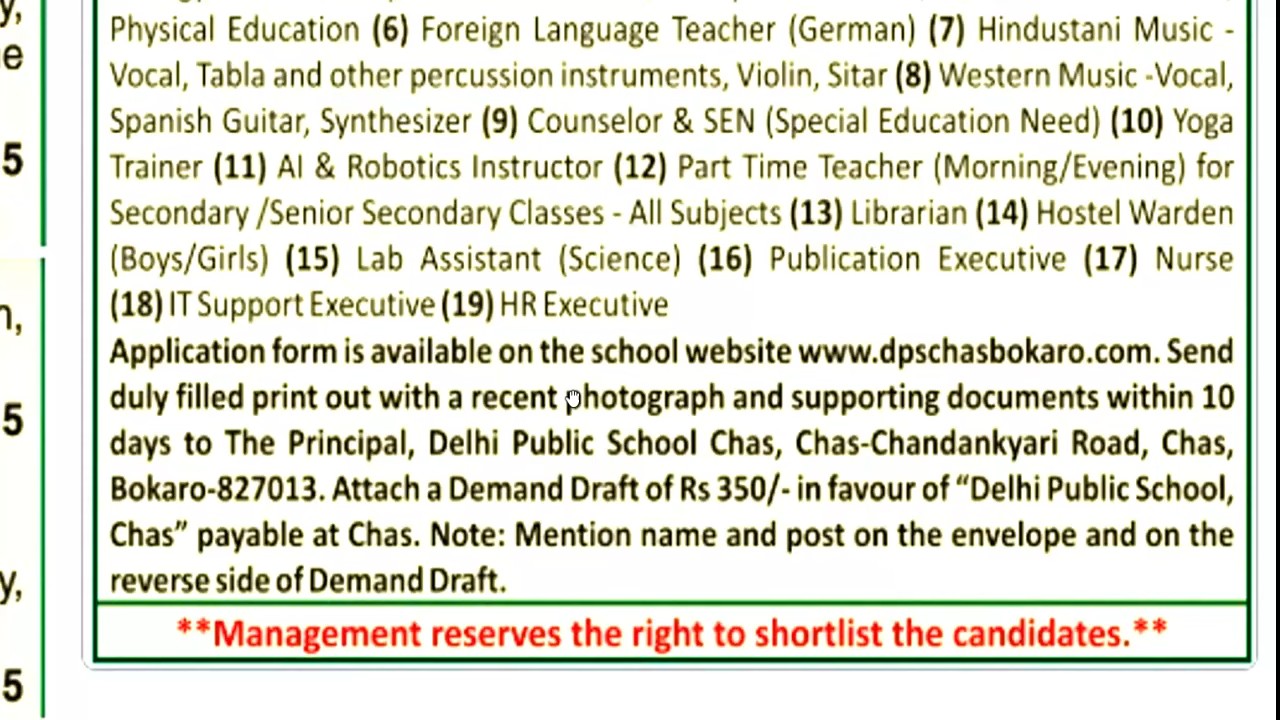 Physical Education (6) Foreign Language Teacher (German) (7) Hindustani Music -
Vocal, Tabla and other percussion instruments, Violin, Sitar (8) Western Music -Vocal,
Spanish Guitar, Synthesizer (9) Counselor & SEN (Special Education Need) (10) Yoga
Trainer (11) AI & Robotics Instructor (12) Part Time Teacher (Morning/Evening) for
Secondary /Senior Secondary Classes - All Subjects (13) Librarian (14) Hostel Warden
(Boys/Girls) (15) Lab Assistant (Science) (16) Publication Executive (17) Nurse
(18) IT Support Executive (19) HR Executive
Application form is available on the school website www.dpschasbokaro.com. Send
duly filled print out with a recent photograph and supporting documents within 10
days to The Principal, Delhi Public School Chas, Chas-Chandankyari Road, Chas,
Bokaro-827013. Attach a Demand Draft of Rs 350/- in favour of “Delhi Public School,
Chas” payable at Chas. Note: Mention name and post on the envelope and on the
reverse side of Demand Draft.
**Management reserves the right to shortlist the candidates.**
5
5
5